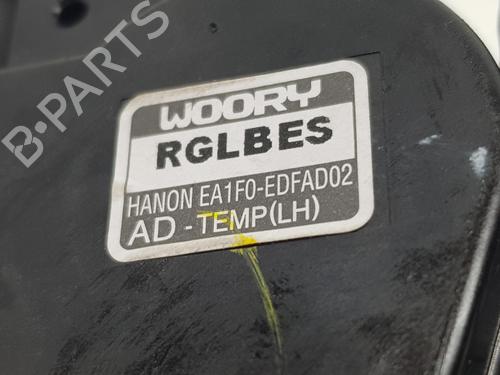 B-PARTS
WOORY
RGLBES
HANON EA1F0-EDFAD02
AD - TEMP(LH)